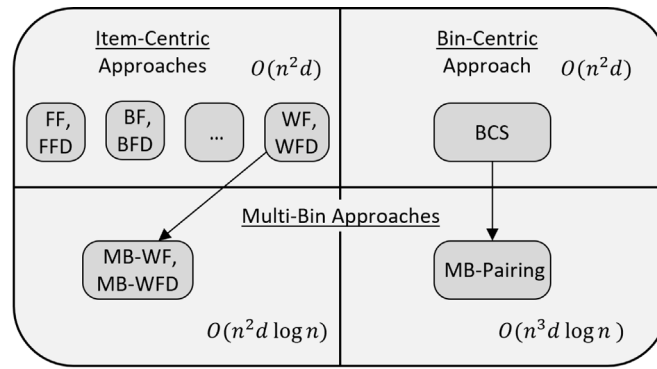 Item-Centric
Approaches
O(n²d)
FF,
FFD
BF,
BFD
...
WF,
WFD
Bin-Centric
Approach
O(n²d)
BCS
Multi-Bin Approaches
MB-WF,
MB-WFD
O(n²d log n)
MB-Pairing
O(n³d log n )